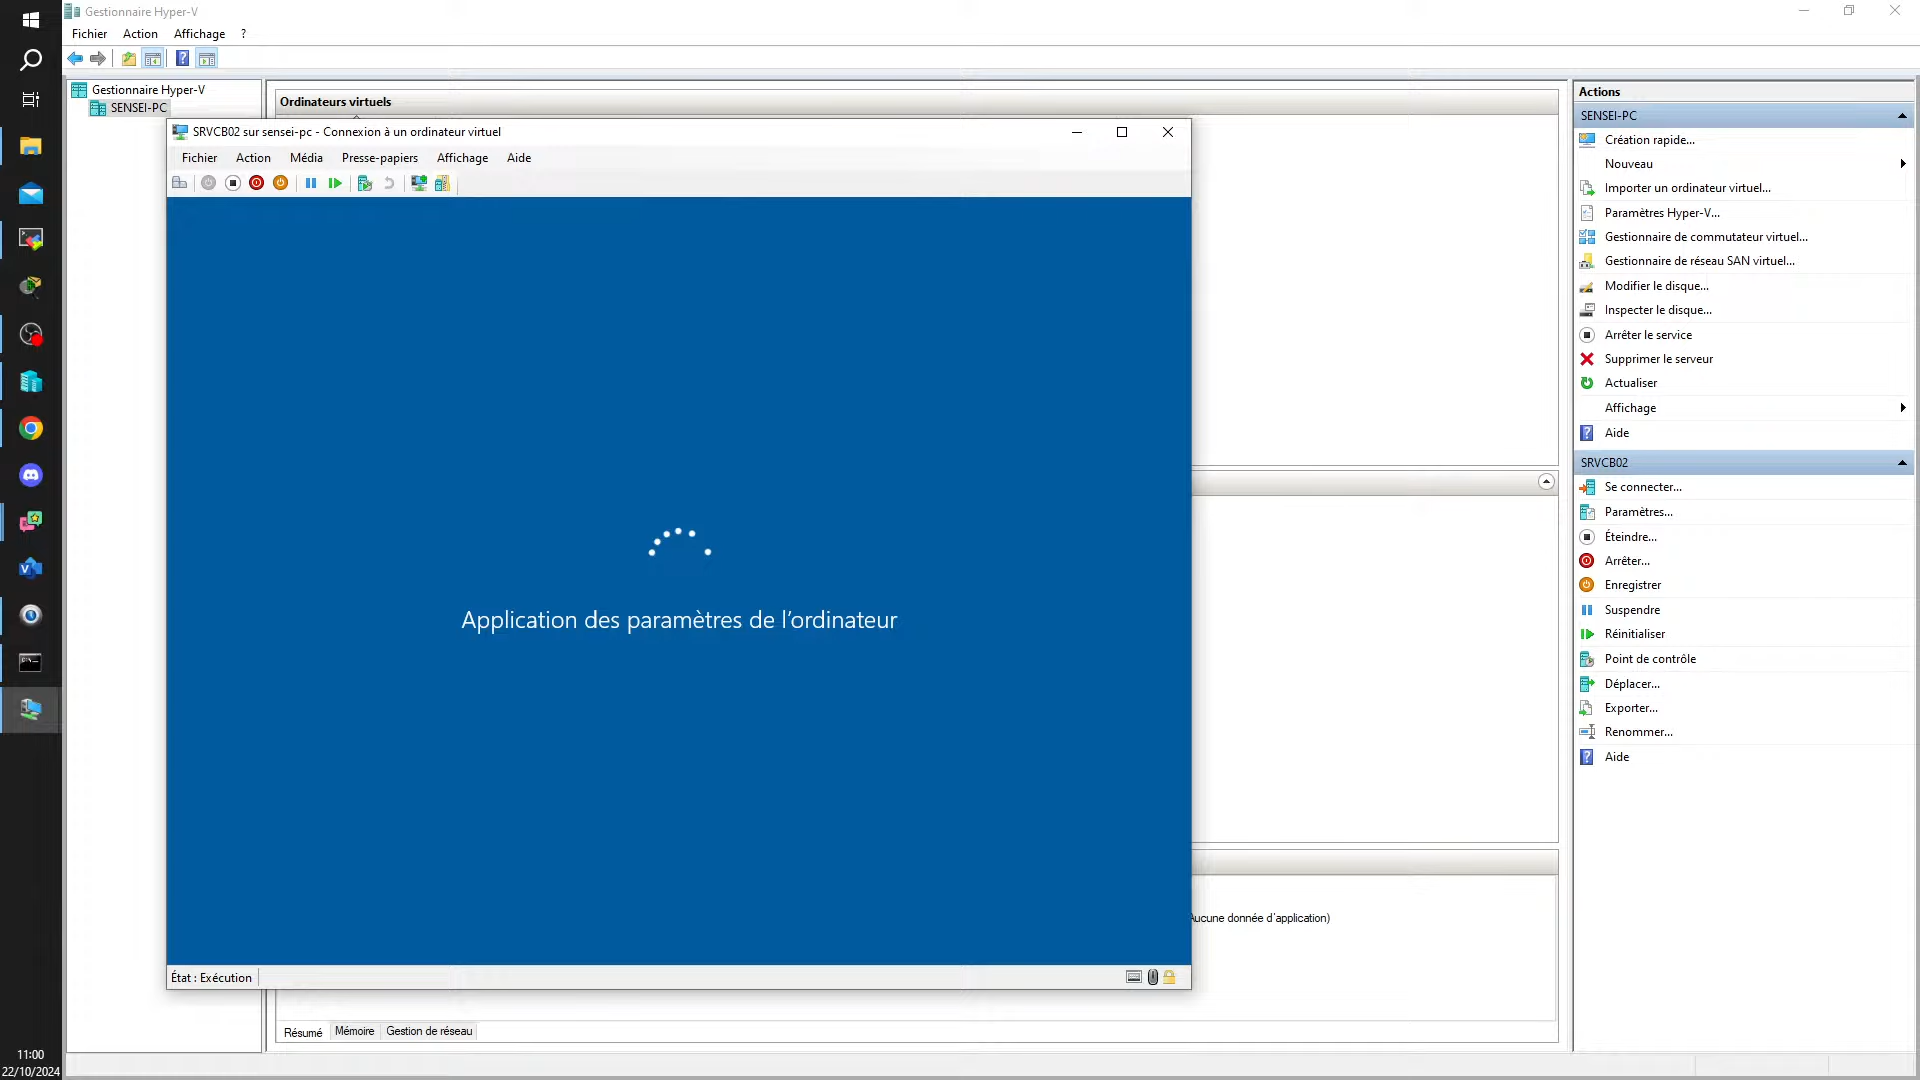 Gestionnaire Hyper-V
Fichier Action Affichage ?
Gestionnaire Hyper-V
SENSEI-PC
Ordinateurs virtuels
SRVCB02 sur sensei-pc - Connexion à un ordinateur virtuel
Fichier Action Média Presse-papiers Affichage Aide
Application des paramètres de l'ordinateur
État : Exécution
Aucune donnée d'application)
Résumé Mémoire Gestion de réseau
Actions
SENSEI-PC
Création rapide...
Nouveau
Importer un ordinateur virtuel...
Paramètres Hyper-V...
Gestionnaire de commutateur virtuel...
Gestionnaire de réseau SAN virtuel...
Modifier le disque...
Inspecter le disque...
Arrêter le service
Supprimer le serveur
Actualiser
Affichage
Aide
SRVCB02
Se connecter...
Paramètres...
Éteindre...
Arrêter...
Enregistrer
Suspendre
Réinitialiser
Point de contrôle
Déplacer...
Exporter...
Renommer...
Aide
11:00
22/10/2024